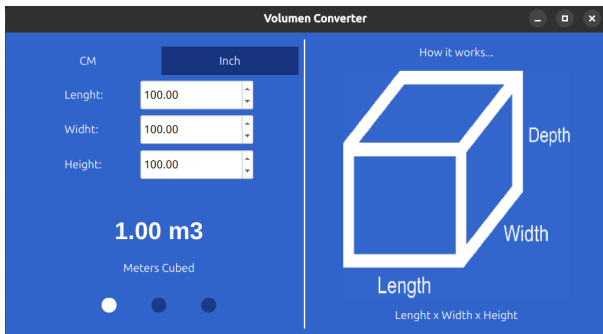 Volumen Converter
CM
Inch
Lenght:
100.00
Widht:
100.00
Height:
100.00
1.00 m3
Meters Cubed
How it works...
Depth
Width
Length
Lenght x Width x Height